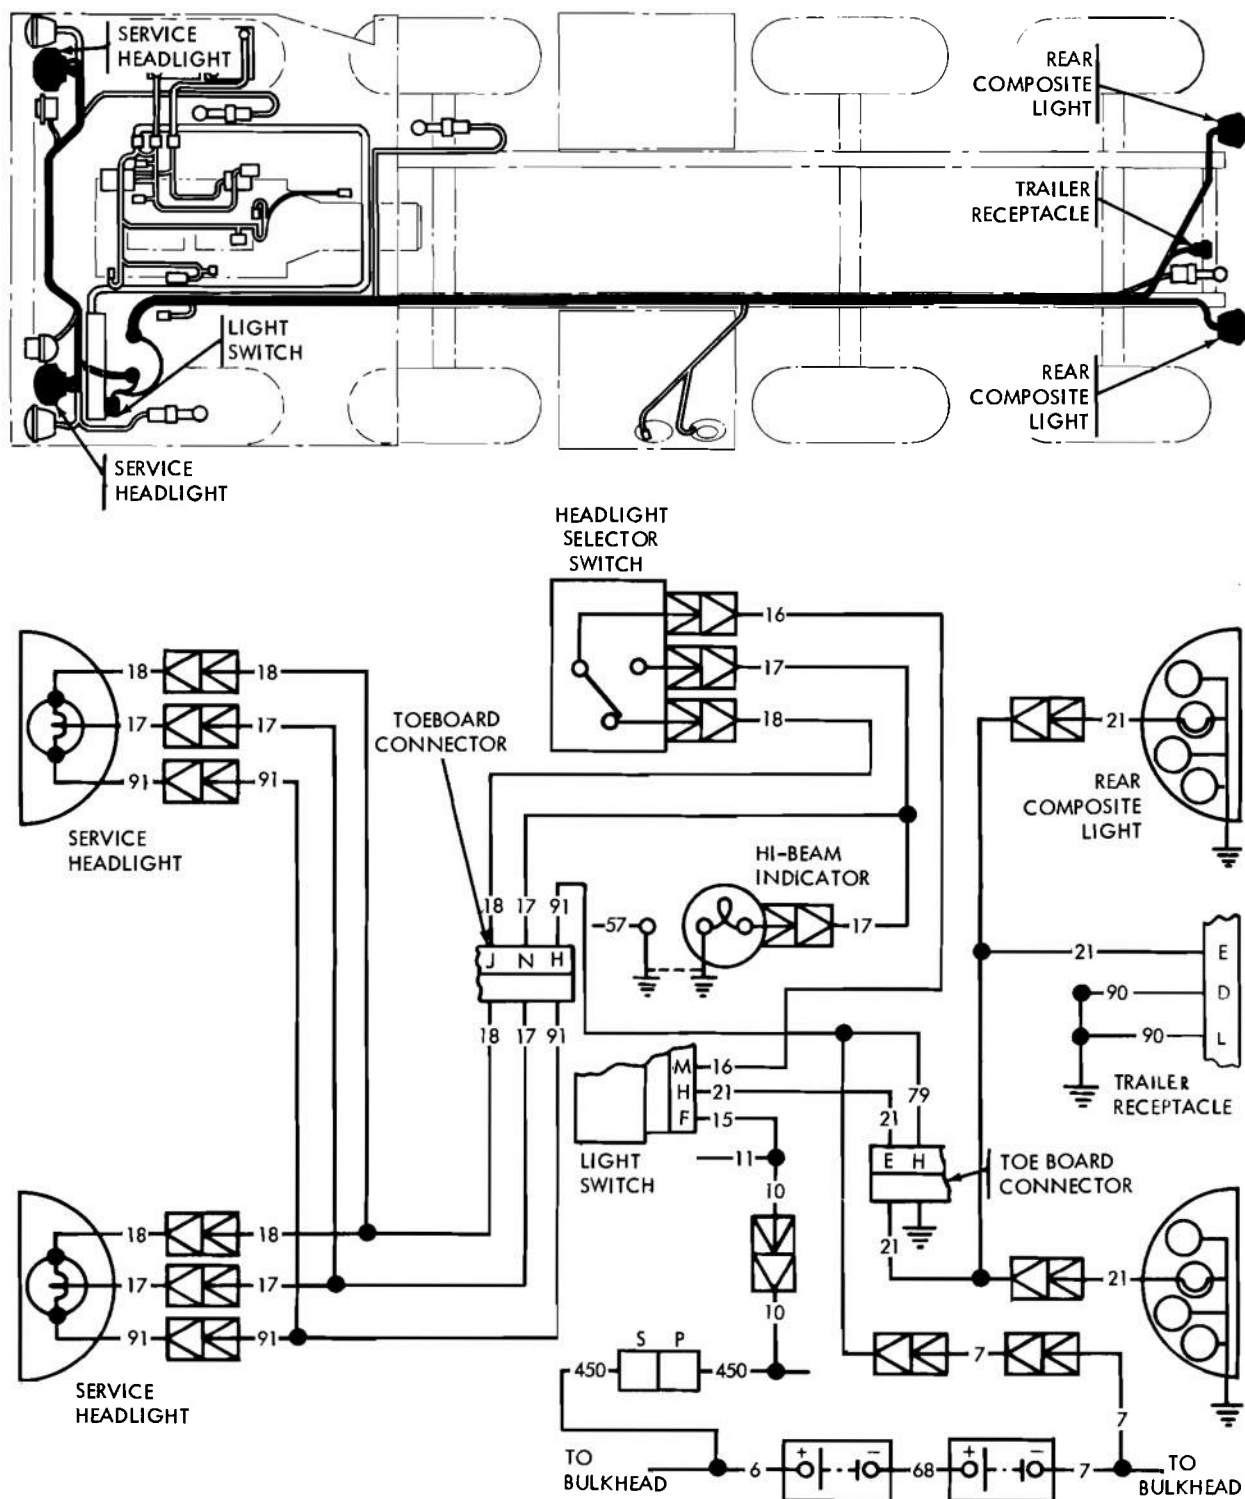 SERVICE
HEADLIGHT
REAR
COMPOSITE
LIGHT
TRAILER
RECEPTACLE
LIGHT
SWITCH
REAR
COMPOSITE
LIGHT
SERVICE
HEADLIGHT
HEADLIGHT
SELECTOR
SWITCH
16
17
18
18 18
17 17
91 91
SERVICE
HEADLIGHT
TOEBOARD
CONNECTOR
21
REAR
COMPOSITE
LIGHT
HI-BEAM
INDICATOR
18 17 91
57
17
J N H
18 17 91
21 E
90 D
90 L
TRAILER
RECEPTACLE
M 16
H 21
F 15
LIGHT
SWITCH
11
10
10
21 79
E H
TOE BOARD
CONNECTOR
21
21
18 18
17 17
91 91
SERVICE
HEADLIGHT
S P
450 450
7
7
TO
BULKHEAD
6 + − 68 + − 7
TO
BULKHEAD